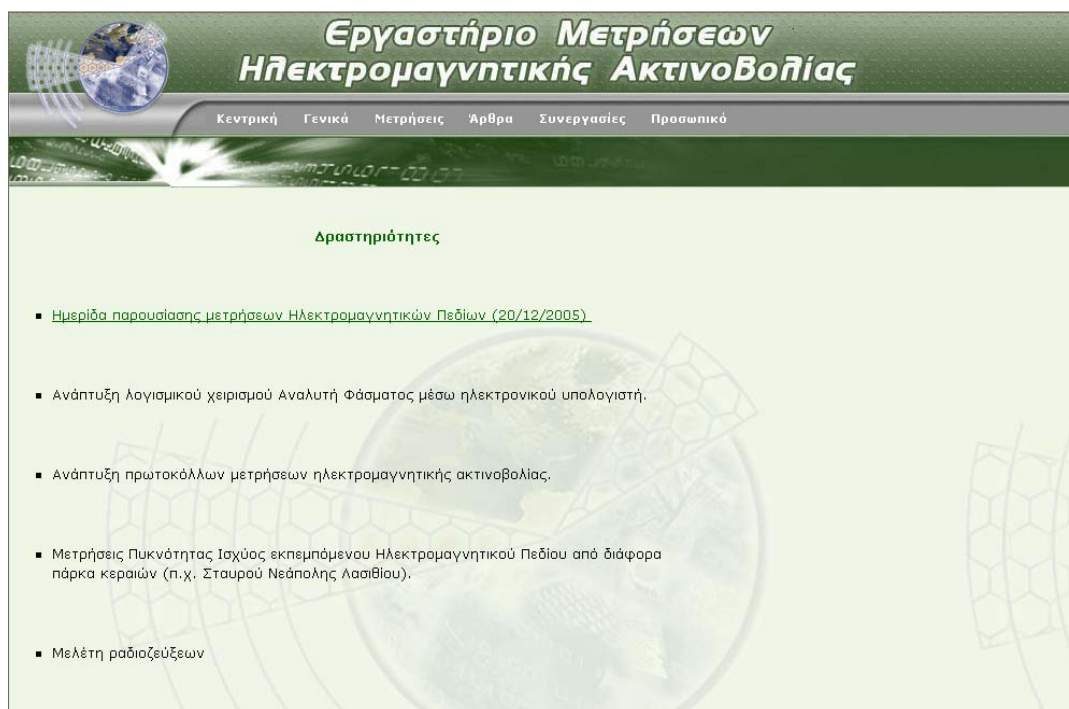 Εργαστήριο Μετρήσεων
Ηλεκτρομαγνητικής Ακτινοβολίας
Κεντρική Γενικά Μετρήσεις Άρθρα Συνεργασίες Προσωπικό
Δραστηριότητες
Ημερίδα παρουσίασης μετρήσεων Ηλεκτρομαγνητικών Πεδίων (20/12/2005)
Ανάπτυξη λογισμικού χειρισμού Αναλυτή Φάσματος μέσω ηλεκτρονικού υπολογιστή.
Ανάπτυξη πρωτοκόλλων μετρήσεων ηλεκτρομαγνητικής ακτινοβολίας.
Μετρήσεις Πυκνότητας Ισχύος εκπεμπόμενου Ηλεκτρομαγνητικού Πεδίου από διάφορα
πάρκα κεραιών (π.χ. Σταυρού Νεάπολης Λασιθίου).
Μελέτη ραδιοζεύξεων